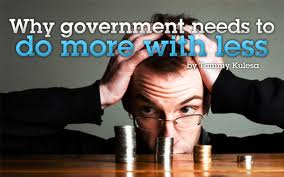 Why government needs to
do more with less
by Tammy Kulesa